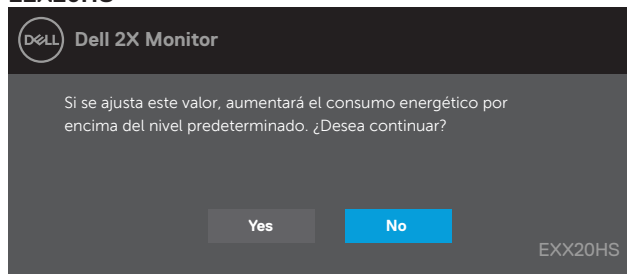 DELL Dell 2X Monitor
Si se ajusta este valor, aumentará el consumo energético por
encima del nivel predeterminado. ¿Desea continuar?
Yes No
EXX20HS